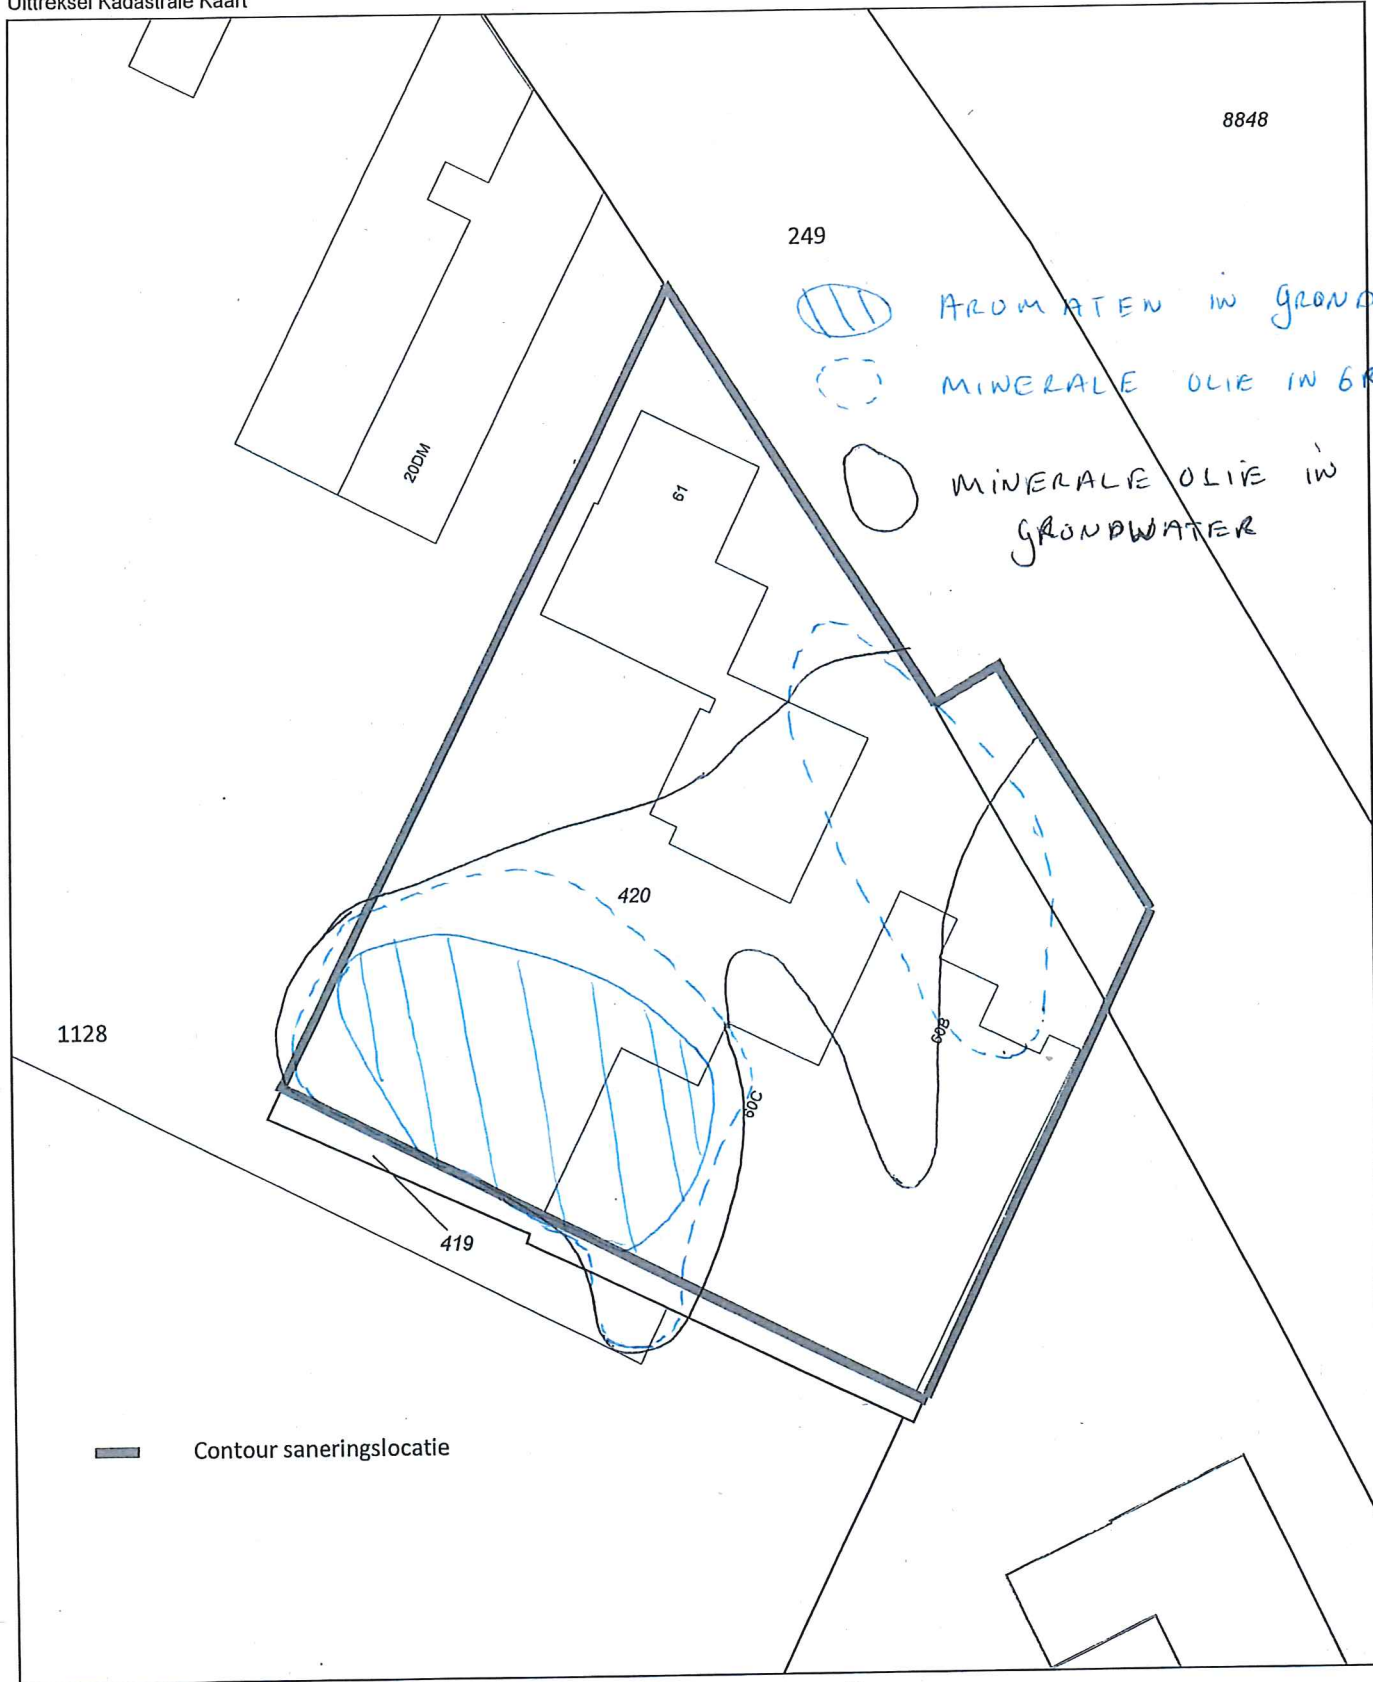 Uittreksel Kadastrale Kaart
8848
249
AROMATEN IN GROND
MINERALE OLIE IN GR
MINERALE OLIE IN
GRONDWATER
20DM
61
420
1128
60B
60C
419
Contour saneringslocatie